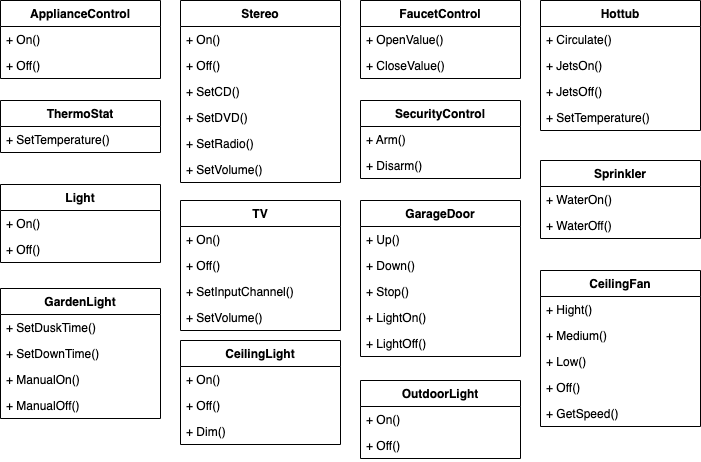 ApplianceControl
+ On()
+ Off()
ThermoStat
+ SetTemperature()
Light
+ On()
+ Off()
GardenLight
+ SetDuskTime()
+ SetDownTime()
+ ManualOn()
+ ManualOff()
Stereo
+ On()
+ Off()
+ SetCD()
+ SetDVD()
+ SetRadio()
+ SetVolume()
TV
+ On()
+ Off()
+ SetInputChannel()
+ SetVolume()
CeilingLight
+ On()
+ Off()
+ Dim()
FaucetControl
+ OpenValue()
+ CloseValue()
SecurityControl
+ Arm()
+ Disarm()
GarageDoor
+ Up()
+ Down()
+ Stop()
+ LightOn()
+ LightOff()
OutdoorLight
+ On()
+ Off()
Hottub
+ Circulate()
+ JetsOn()
+ JetsOff()
+ SetTemperature()
Sprinkler
+ WaterOn()
+ WaterOff()
CeilingFan
+ Hight()
+ Medium()
+ Low()
+ Off()
+ GetSpeed()